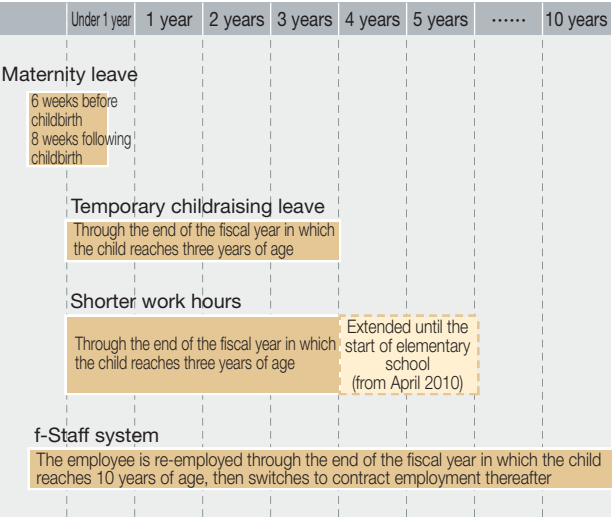 Under 1 year 1 year 2 years 3 years 4 years 5 years ...... 10 years
Maternity leave
6 weeks before
childbirth
8 weeks following
childbirth
Temporary childraising leave
Through the end of the fiscal year in which
the child reaches three years of age
Shorter work hours
Through the end of the fiscal year in which
the child reaches three years of age
Extended until the
start of elementary
school
(from April 2010)
f-Staff system
The employee is re-employed through the end of the fiscal year in which the child
reaches 10 years of age, then switches to contract employment thereafter